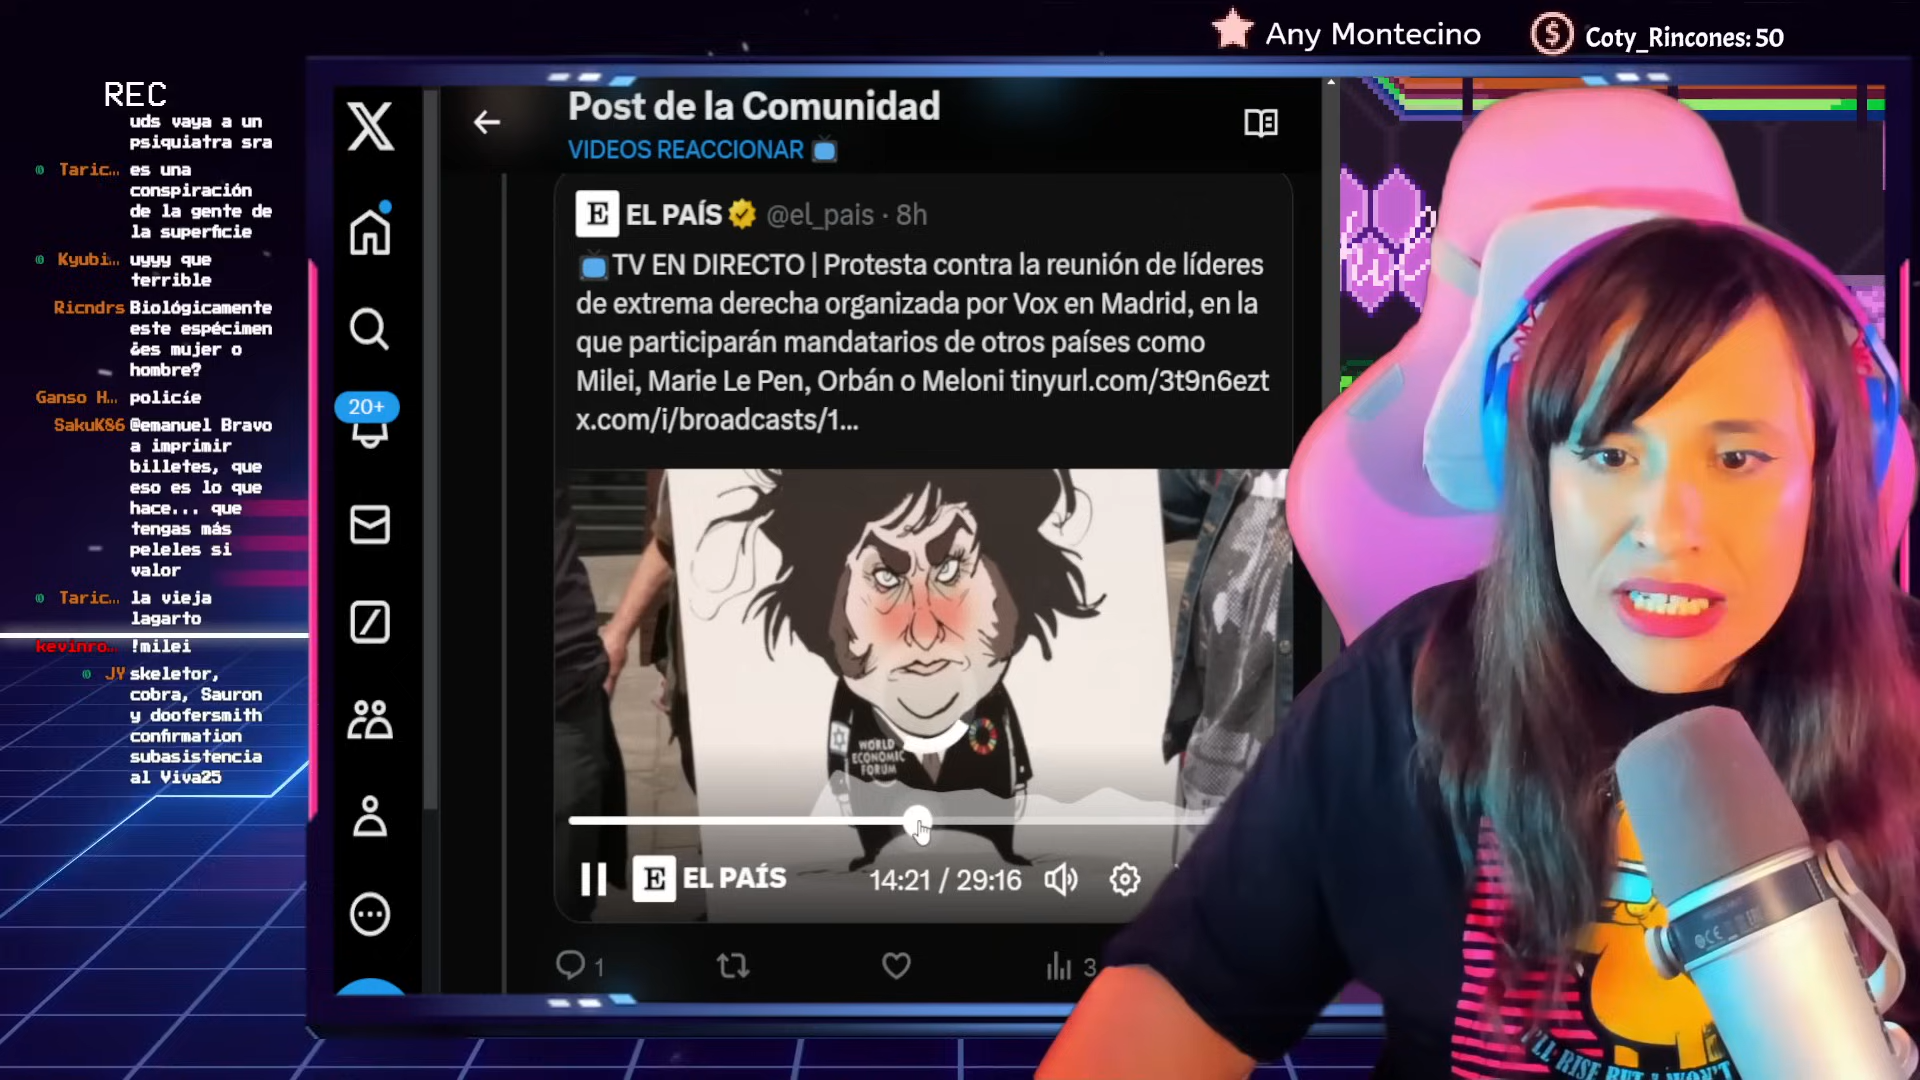 Any Montecino
Coty_Rincones: 50
REC
uds vaya a un
psiquiatra sra
Taric… es una
conspiración
de la gente de
la superficie
Kyubi… uyyy que
terrible
Ricndrs Biológicamente
este espécimen
¿es mujer o
hombre?
Ganso H… policíe
SakuK86 @emanuel Bravo
a imprimir
billetes, que
eso es lo que
hace... que
tengas más
peleles si
valor
Taric… la vieja
lagarto
kevinro… !milei
JY skeletor,
cobra, Sauron
y doofersmith
confirmation
subasistencia
al Viva25
X
20+
Post de la Comunidad
VIDEOS REACCIONAR
E EL PAÍS @el_pais · 8h
TV EN DIRECTO | Protesta contra la reunión de líderes
de extrema derecha organizada por Vox en Madrid, en la
que participarán mandatarios de otros países como
Milei, Marie Le Pen, Orbán o Meloni tinyurl.com/3t9n6ezt
x.com/i/broadcasts/1...
WORLD
ECONOMIC
FORUM
E EL PAÍS 14:21 / 29:16
1
3
I'LL RISE BUT I WON'T